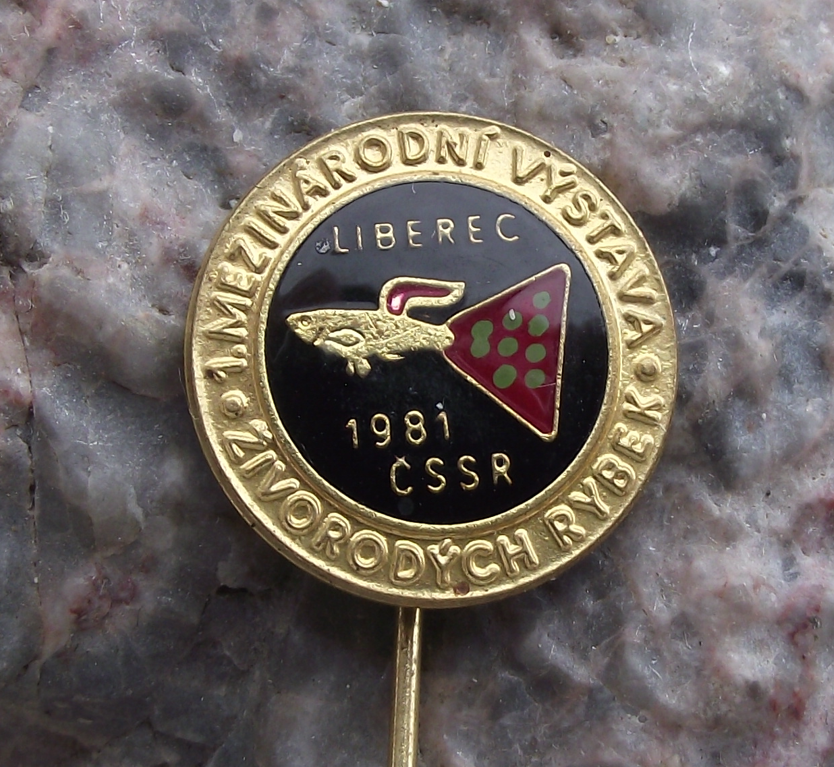 1. MEZINÁRODNÍ VÝSTAVA
ŽIVORODÝCH RYBEK
LIBEREC
1981
ČSSR